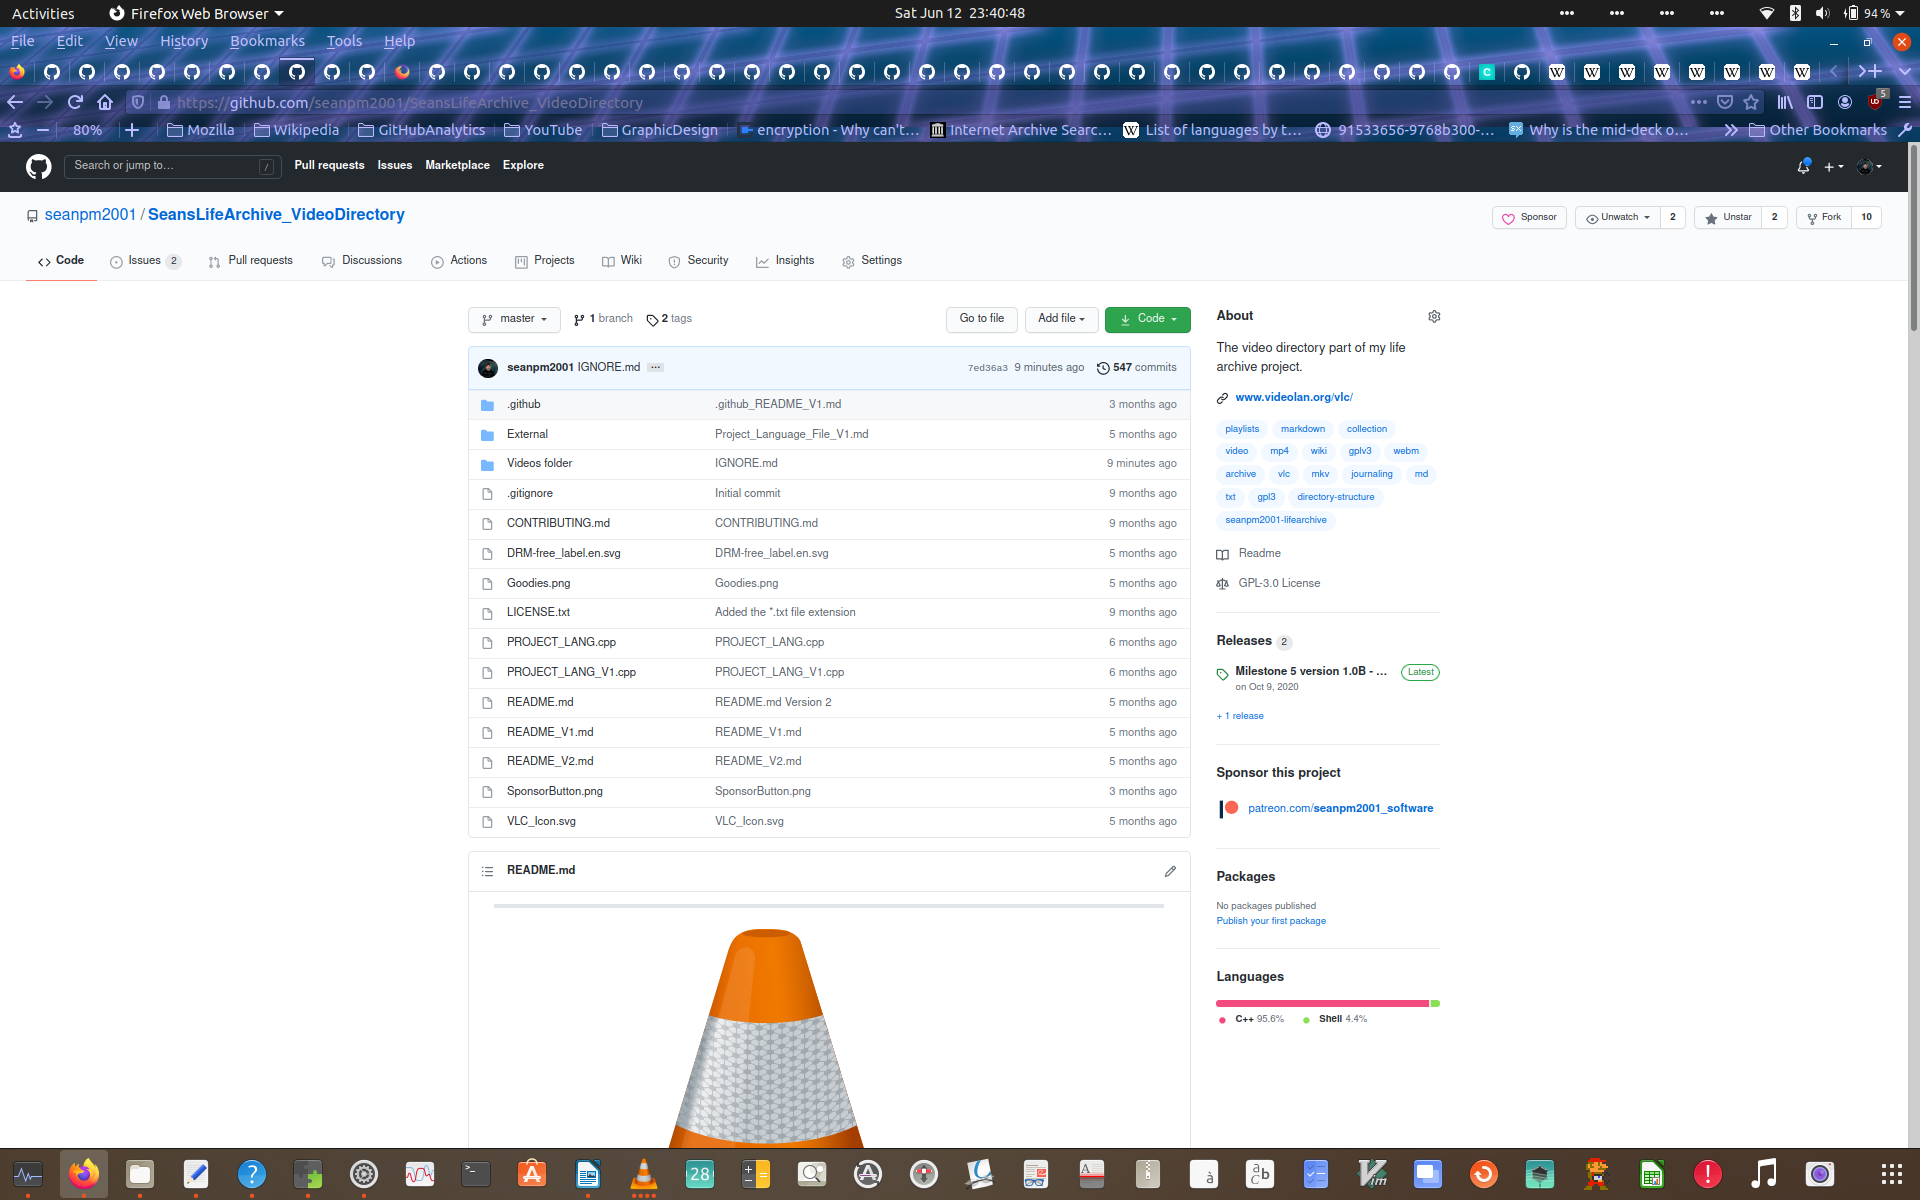 Activities Firefox Web Browser Sat Jun 12 23:40:48 94 %
File Edit View History Bookmarks Tools Help
https://github.com/seanpm2001/SeansLifeArchive_VideoDirectory 5
80% Mozilla Wikipedia GitHubAnalytics YouTube GraphicDesign encryption - Why can't... Internet Archive Searc... List of languages by t... 91533656-9768b300-... Why is the mid-deck o... Other Bookmarks
Search or jump to... / Pull requests Issues Marketplace Explore
seanpm2001 / SeansLifeArchive_VideoDirectory Sponsor Unwatch 2 Unstar 2 Fork 10
Code Issues 2 Pull requests Discussions Actions Projects Wiki Security Insights Settings
master 1 branch 2 tags Go to file Add file Code
seanpm2001 IGNORE.md ... 7ed36a3 9 minutes ago 547 commits
.github .github_README_V1.md 3 months ago
External Project_Language_File_V1.md 5 months ago
Videos folder IGNORE.md 9 minutes ago
.gitignore Initial commit 9 months ago
CONTRIBUTING.md CONTRIBUTING.md 9 months ago
DRM-free_label.en.svg DRM-free_label.en.svg 5 months ago
Goodies.png Goodies.png 5 months ago
LICENSE.txt Added the *.txt file extension 9 months ago
PROJECT_LANG.cpp PROJECT_LANG.cpp 6 months ago
PROJECT_LANG_V1.cpp PROJECT_LANG_V1.cpp 6 months ago
README.md README.md Version 2 5 months ago
README_V1.md README_V1.md 5 months ago
README_V2.md README_V2.md 5 months ago
SponsorButton.png SponsorButton.png 3 months ago
VLC_Icon.svg VLC_Icon.svg 5 months ago
README.md
About
The video directory part of my life
archive project.
www.videolan.org/vlc/
playlists markdown collection
video mp4 wiki gplv3 webm
archive vlc mkv journaling md
txt gpl3 directory-structure
seanpm2001-lifearchive
Readme
GPL-3.0 License
Releases 2
Milestone 5 version 1.0B - ... Latest
on Oct 9, 2020
+ 1 release
Sponsor this project
patreon.com/seanpm2001_software
Packages
No packages published
Publish your first package
Languages
C++ 95.6% Shell 4.4%
28